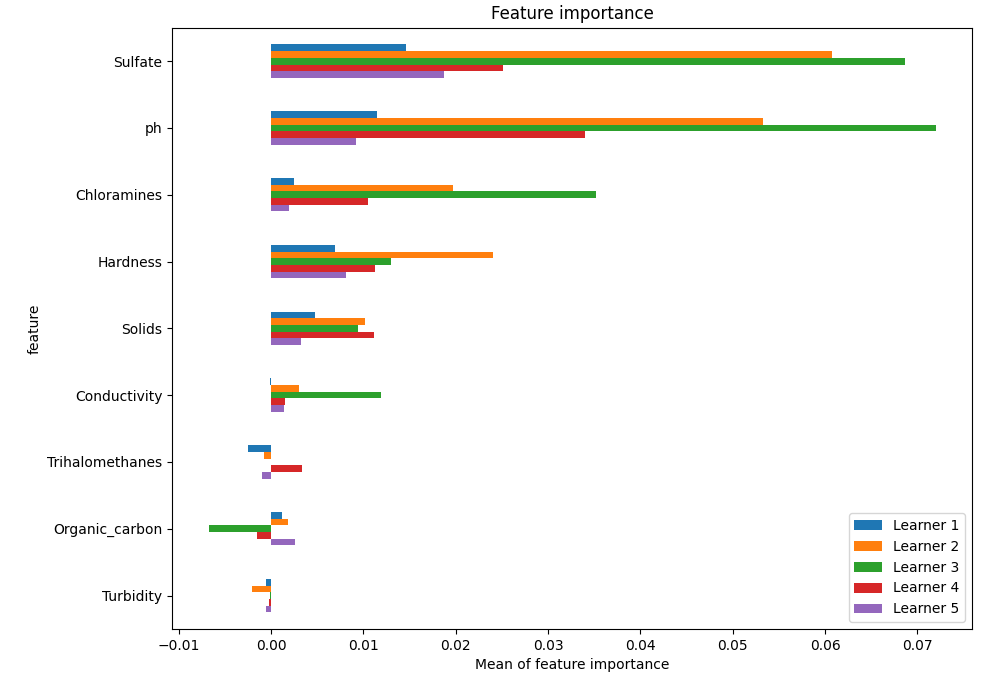 Feature importance
Sulfate
ph
Chloramines
Hardness
Solids
Conductivity
Trihalomethanes
Organic_carbon
Turbidity
feature
Learner 1
Learner 2
Learner 3
Learner 4
Learner 5
−0.01 0.00 0.01 0.02 0.03 0.04 0.05 0.06 0.07
Mean of feature importance